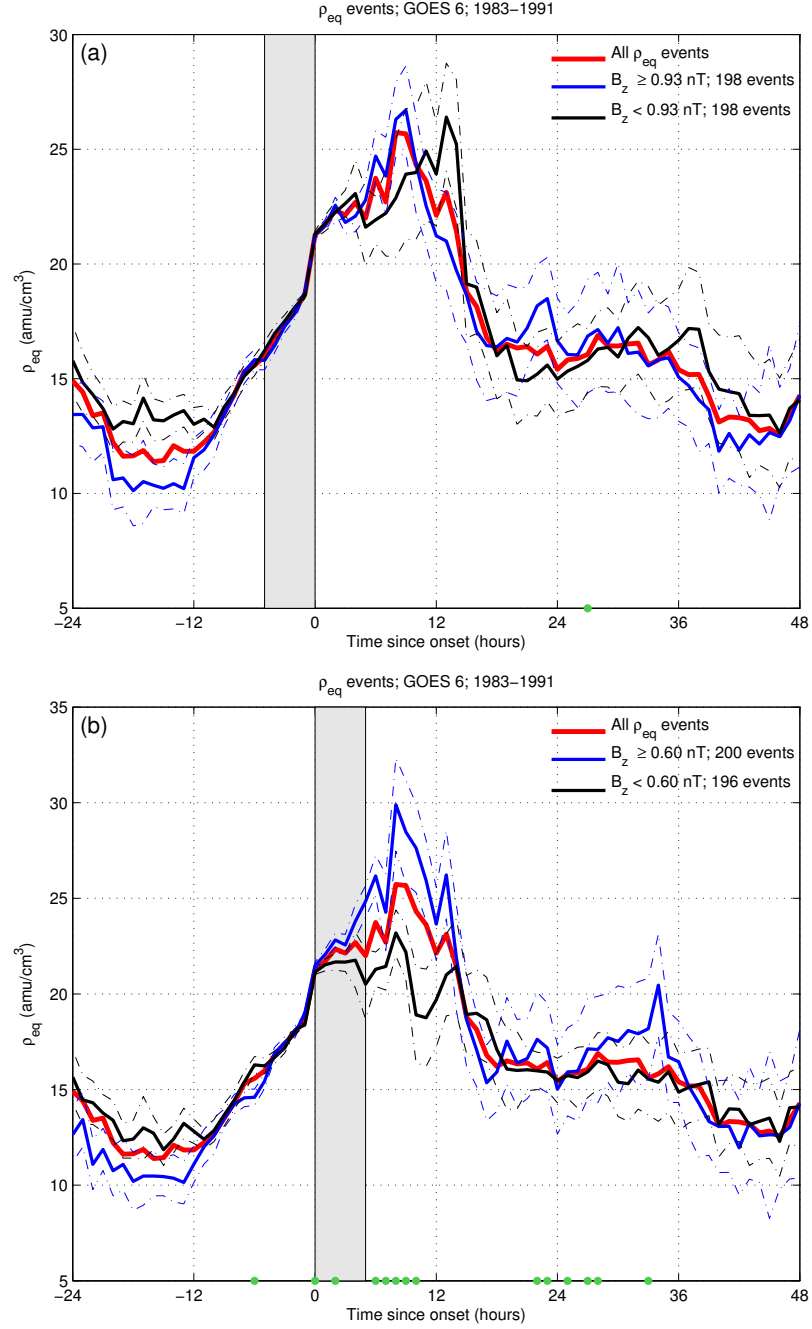 ρeq events; GOES 6; 1983−1991
(a)
All ρeq events
Bz ≥ 0.93 nT; 198 events
Bz < 0.93 nT; 198 events
30
25
20
15
10
5
ρeq (amu/cm³)
−24 −12 0 12 24 36 48
Time since onset (hours)
ρeq events; GOES 6; 1983−1991
(b)
All ρeq events
Bz ≥ 0.60 nT; 200 events
Bz < 0.60 nT; 196 events
35
30
25
20
15
10
5
ρeq (amu/cm³)
−24 −12 0 12 24 36 48
Time since onset (hours)